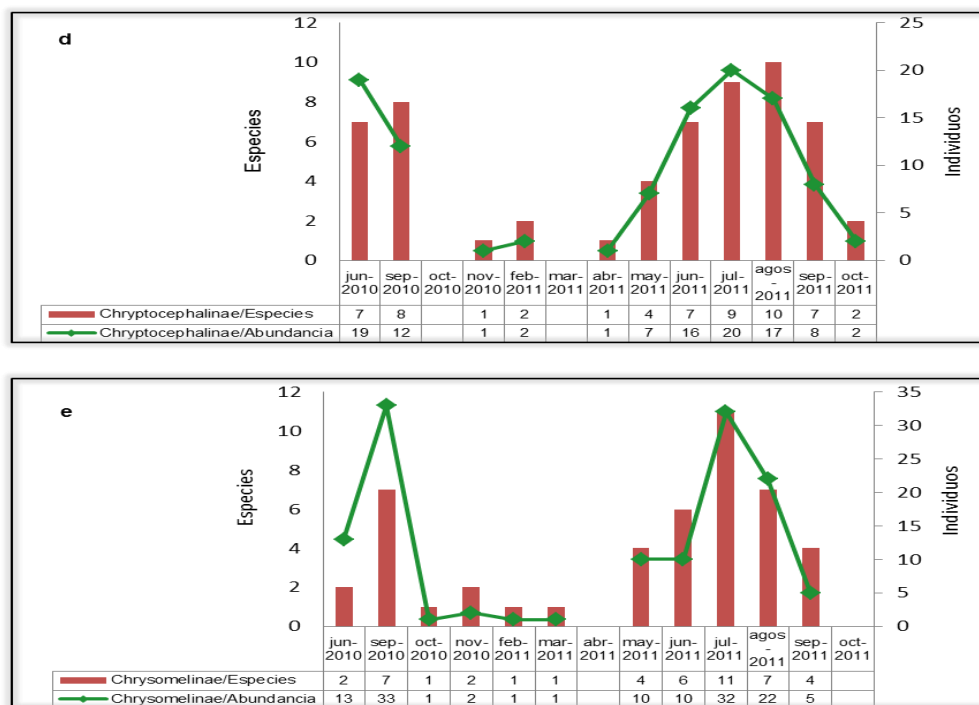 d
Especies
Individuos
12
10
8
6
4
2
0
25
20
15
10
5
0
jun-2010 sep-2010 oct-2010 nov-2010 feb-2011 mar-2011 abr-2011 may-2011 jun-2011 jul-2011 agos-2011 sep-2011 oct-2011
Chryptocephalinae/Especies 7 8 1 2 1 4 7 9 10 7 2
Chryptocephalinae/Abundancia 19 12 1 2 1 7 16 20 17 8 2
e
Especies
Individuos
12
10
8
6
4
2
0
35
30
25
20
15
10
5
0
jun-2010 sep-2010 oct-2010 nov-2010 feb-2011 mar-2011 abr-2011 may-2011 jun-2011 jul-2011 agos-2011 sep-2011 oct-2011
Chrysomelinae/Especies 2 7 1 2 1 1 4 6 11 7 4
Chrysomelinae/Abundancia 13 33 1 2 1 1 10 10 32 22 5